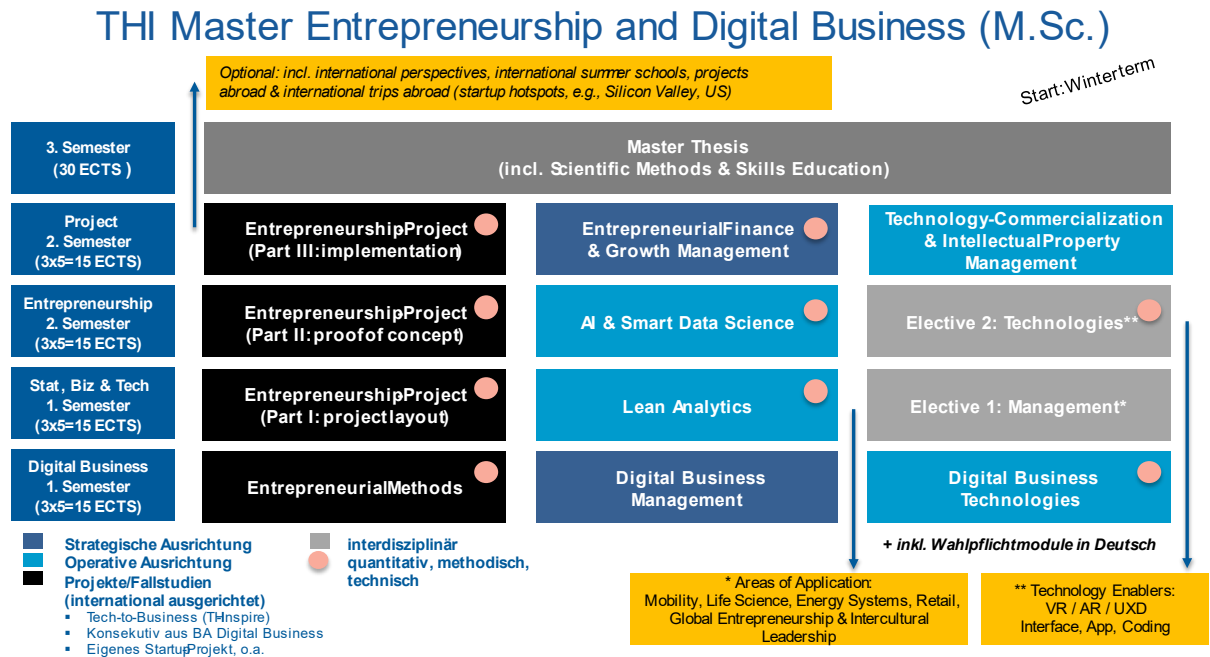 THI Master Entrepreneurship and Digital Business (M.Sc.)
Optional: incl. international perspectives, international summer schools, projects
abroad & international trips abroad (startup hotspots, e.g., Silicon Valley, US)
Start: Winterterm
3. Semester
(30 ECTS )
Master Thesis
(incl. Scientific Methods & Skills Education)
Project
2. Semester
(3x5=15 ECTS)
Entrepreneurship-Project
(Part III: implementation)
Entrepreneurial Finance
& Growth Management
Technology-Commercialization
& Intellectual Property
Management
Entrepreneurship
2. Semester
(3x5=15 ECTS)
Entrepreneurship-Project
(Part II: proof of concept)
AI & Smart Data Science
Elective 2: Technologies**
Stat, Biz & Tech
1. Semester
(3x5=15 ECTS)
Entrepreneurship-Project
(Part I: project layout)
Lean Analytics
Elective 1: Management*
Digital Business
1. Semester
(3x5=15 ECTS)
Entrepreneurial Methods
Digital Business
Management
Digital Business
Technologies
Strategische Ausrichtung
Operative Ausrichtung
Projekte/Fallstudien
(international ausgerichtet)
▪ Tech-to-Business (THInspire)
▪ Konsekutiv aus BA Digital Business
▪ Eigenes Startup-Projekt, o.a.
interdisziplinär
quantitativ, methodisch,
technisch
+ inkl. Wahlpflichtmodule in Deutsch
* Areas of Application:
Mobility, Life Science, Energy Systems, Retail,
Global Entrepreneurship & Intercultural
Leadership
** Technology Enablers:
VR / AR / UXD
Interface, App, Coding